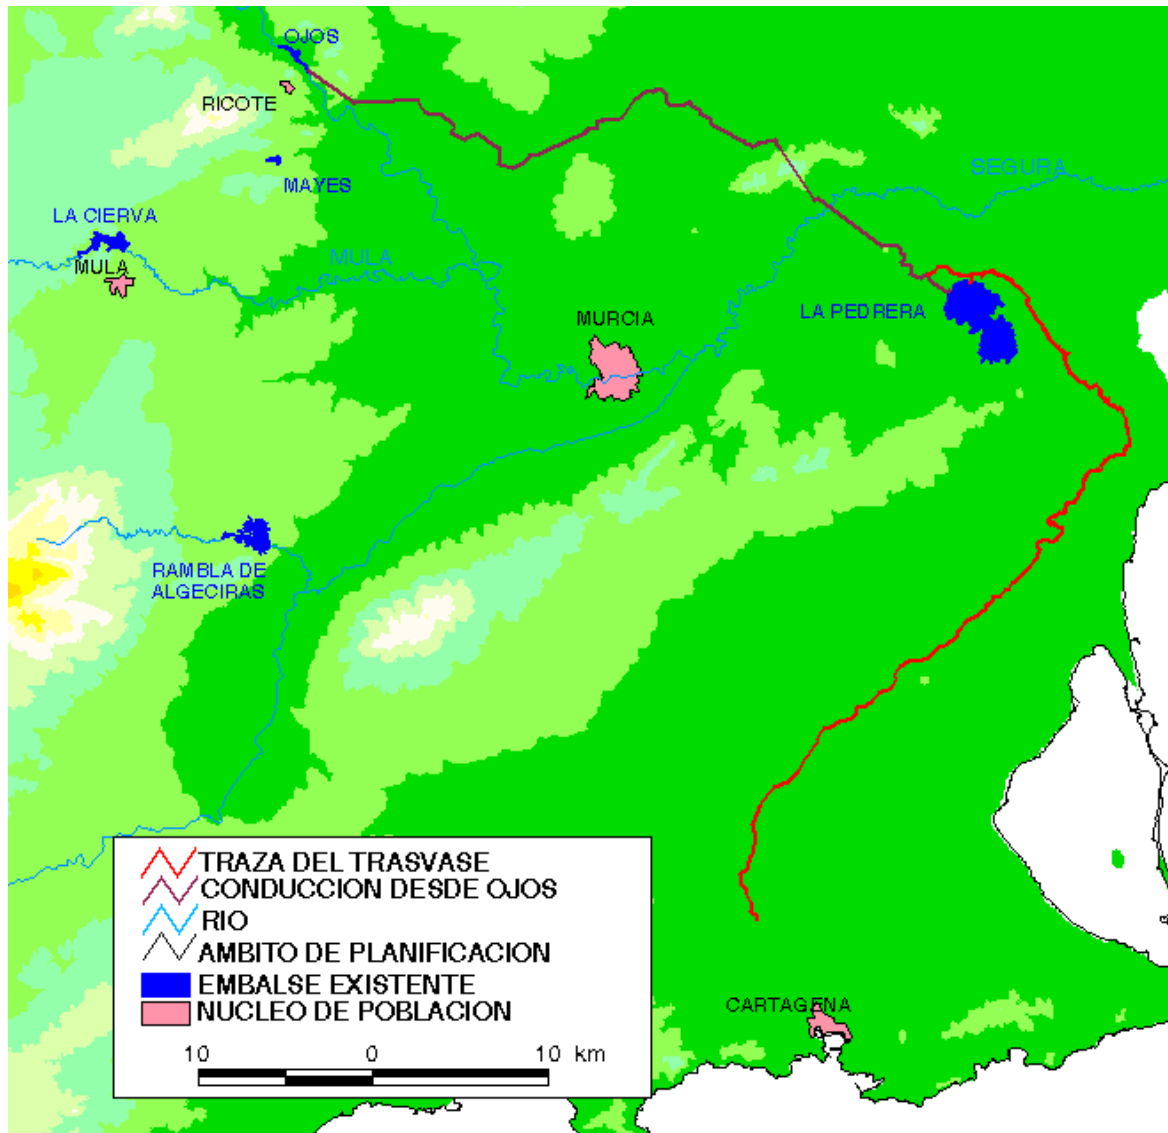 OJOS
RICOTE
MAYES
SEGURA
LA CIERVA
MULA
MULA
LA PEDRERA
MURCIA
RAMBLA DE
ALGECIRAS
TRAZA DEL TRASVASE
CONDUCCION DESDE OJOS
RIO
AMBITO DE PLANIFICACION
EMBALSE EXISTENTE
NUCLEO DE POBLACION
CARTAGENA
10 0 10 km